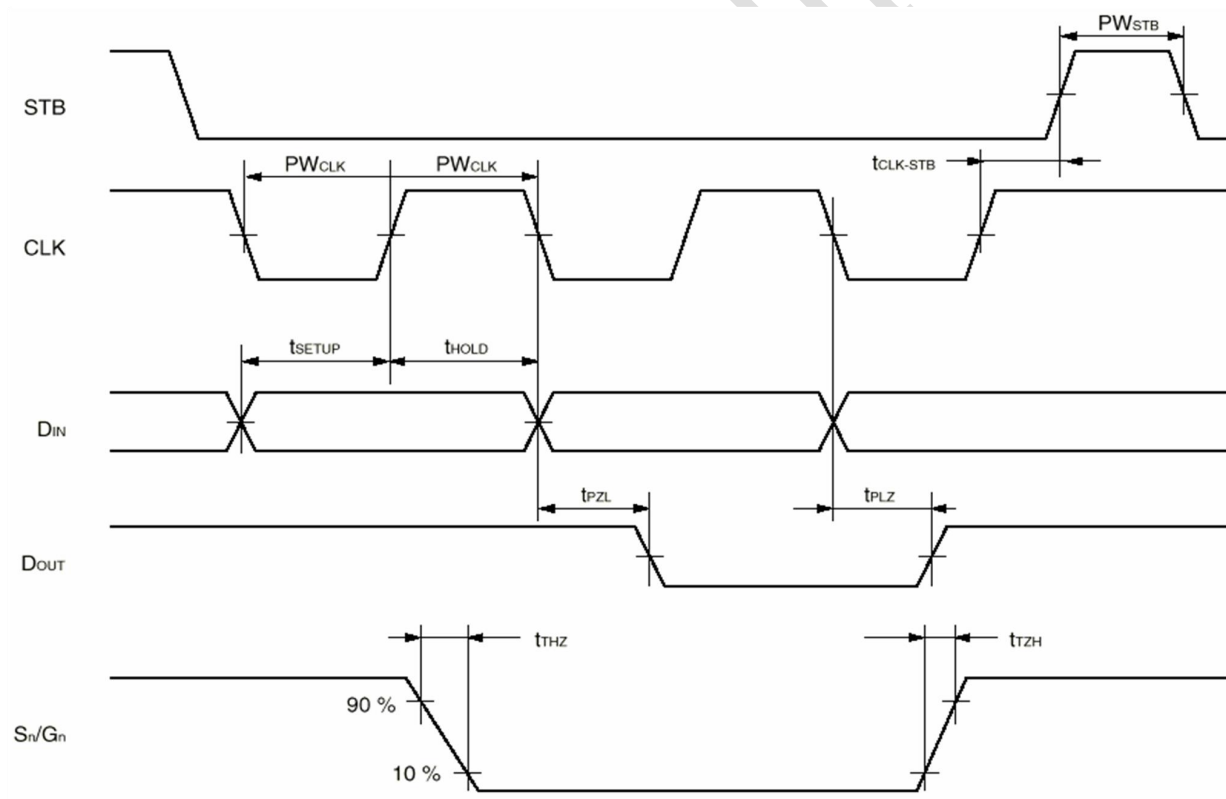 PWSTB
STB
PWCLK PWCLK tCLK-STB
CLK
tSETUP tHOLD
DIN
tPZL tPLZ
DOUT
tTHZ tTZH
90 %
Sn/Gn
10 %